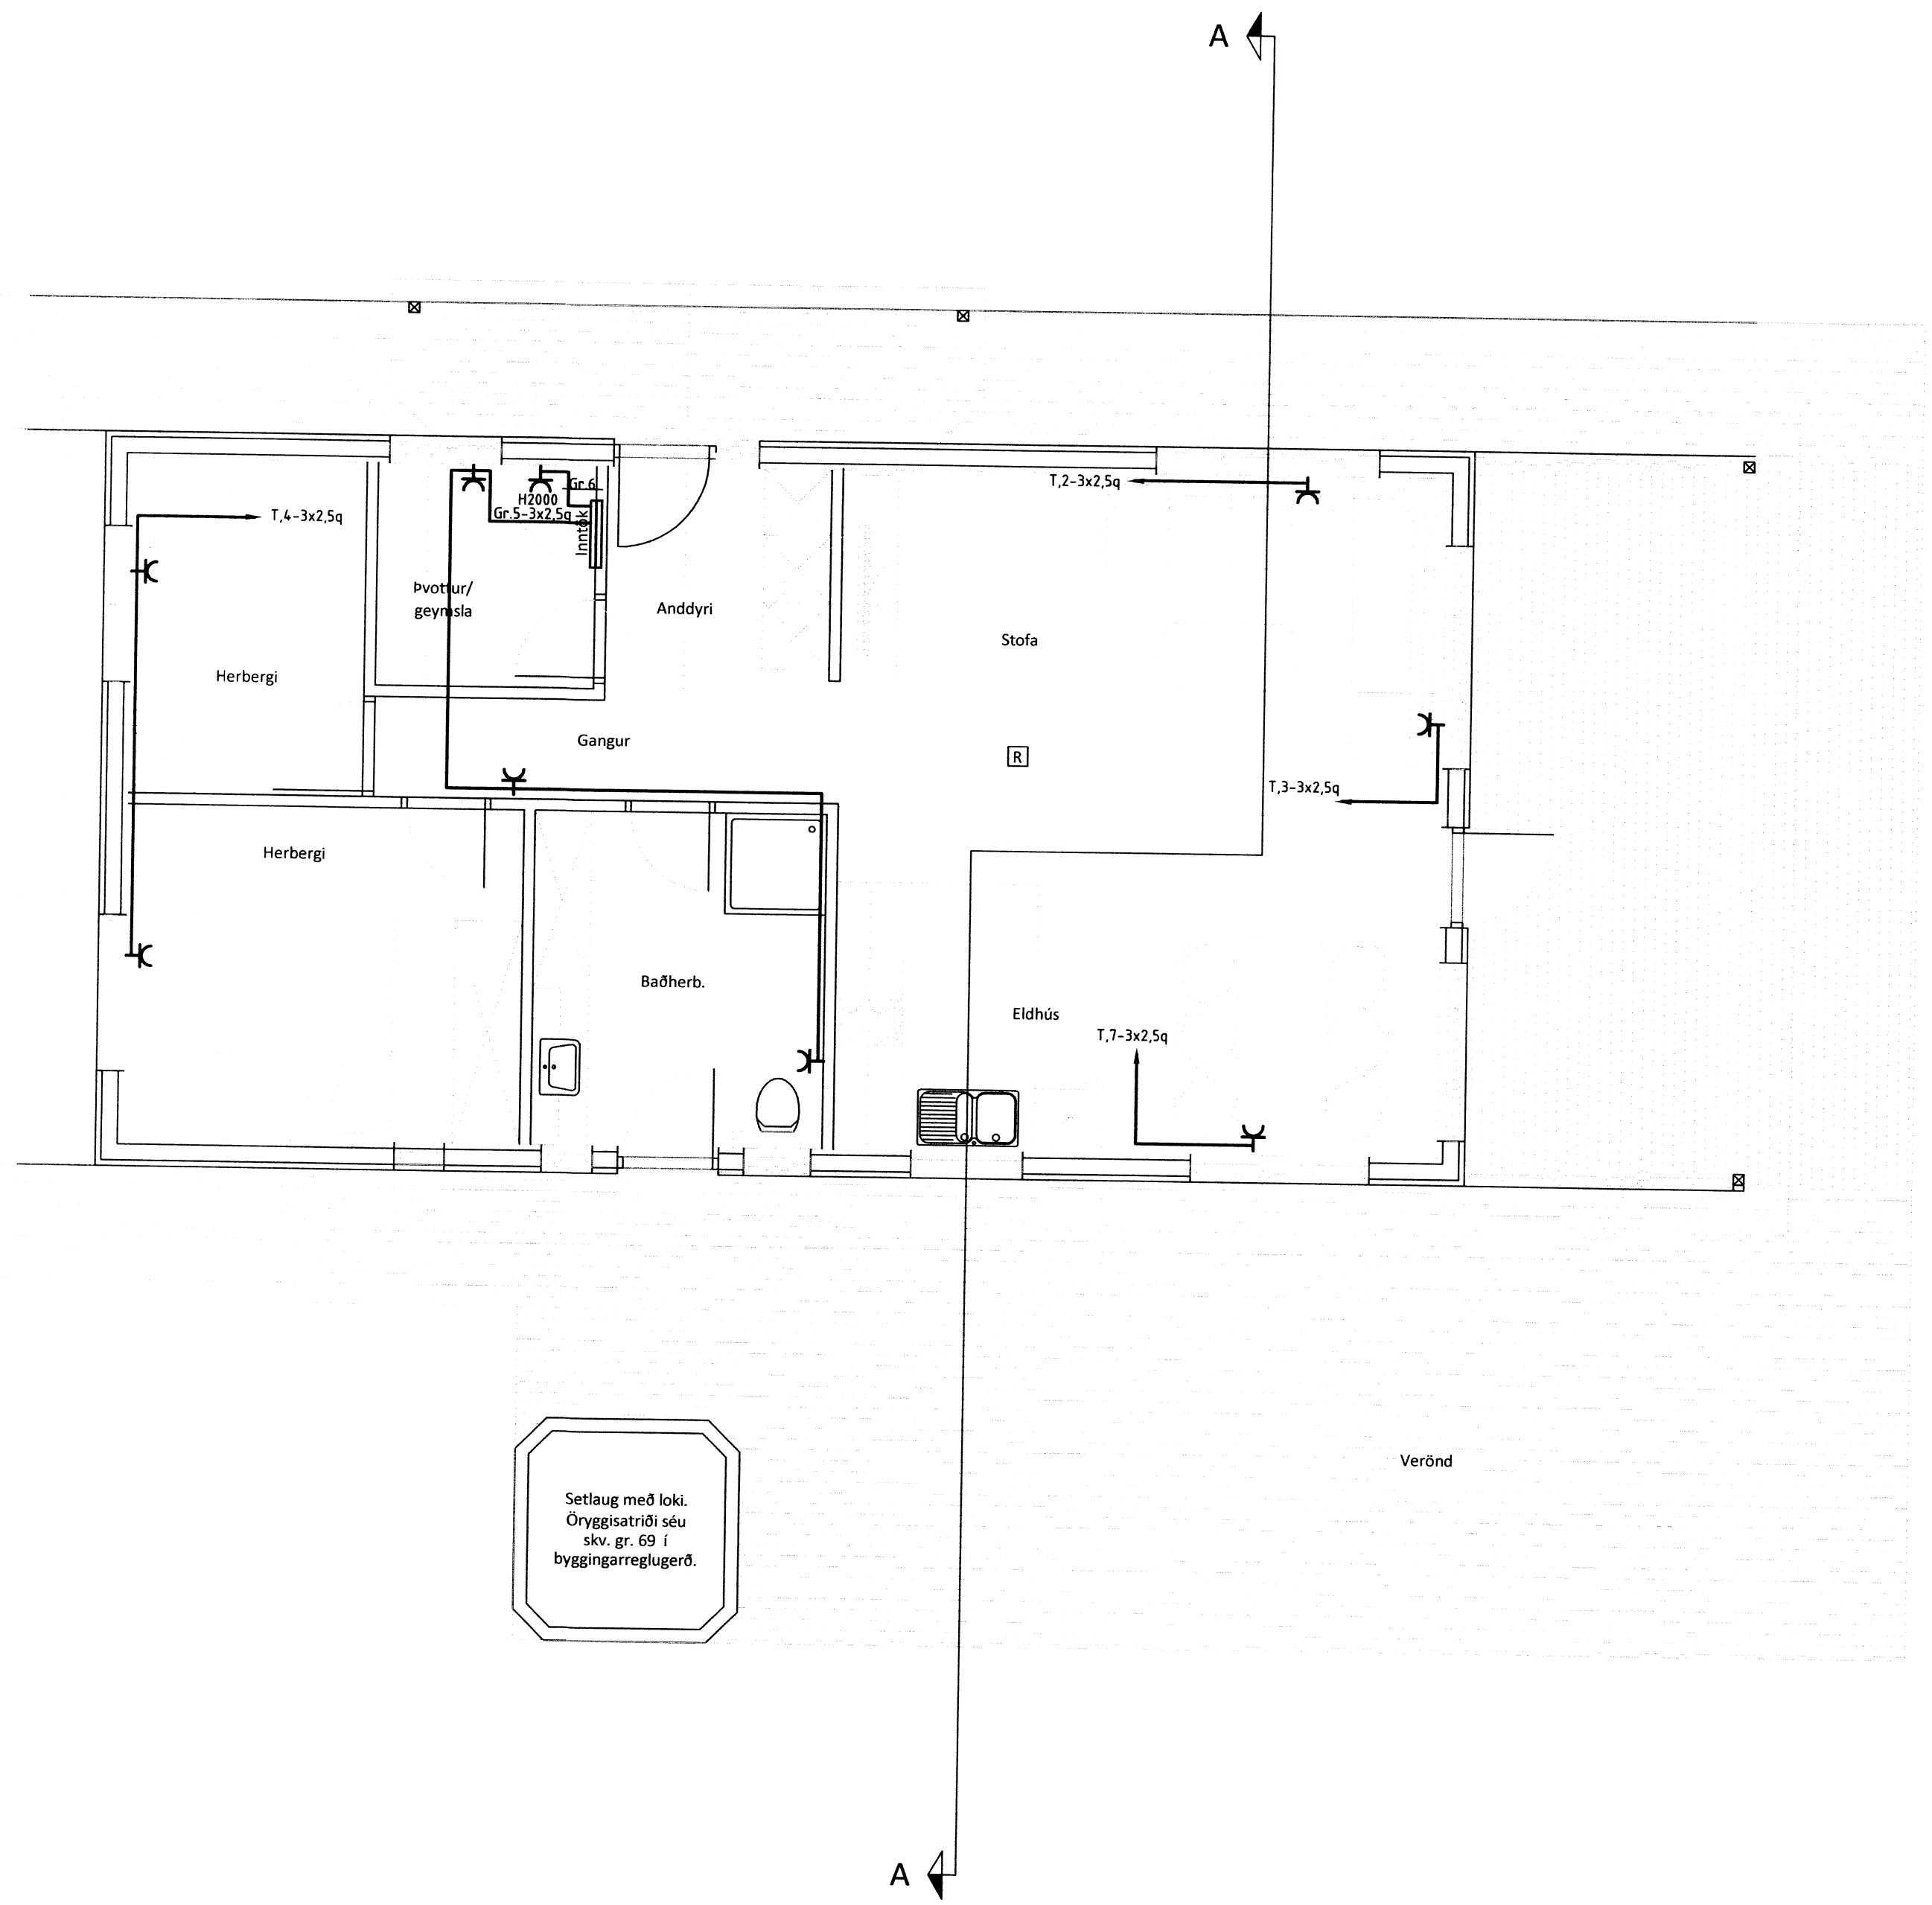 A
T,2-3x2,5q
Gr.6
H2000
Gr.5-3x2,5q
Inntök
T,4-3x2,5q
Þvottur/
geymsla
Anddyri
Stofa
Herbergi
Gangur
R
T,3-3x2,5q
Herbergi
Baðherb.
Eldhús
T,7-3x2,5q
Verönd
Setlaug með loki.
Öryggisatriði séu
skv. gr. 69 í
byggingarreglugerð.
A